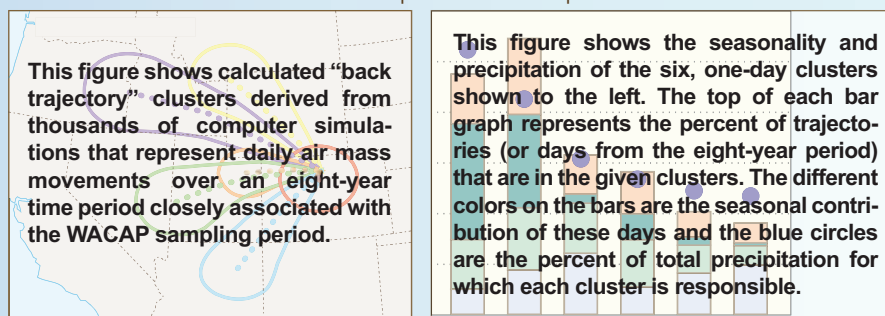 This figure shows calculated “back
trajectory” clusters derived from
thousands of computer simula-
tions that represent daily air mass
movements over an eight-year
time period closely associated with
the WACAP sampling period.
This figure shows the seasonality and
precipitation of the six, one-day clusters
shown to the left. The top of each bar
graph represents the percent of trajecto-
ries (or days from the eight-year period)
that are in the given clusters. The different
colors on the bars are the seasonal contri-
bution of these days and the blue circles
are the percent of total precipitation for
which each cluster is responsible.